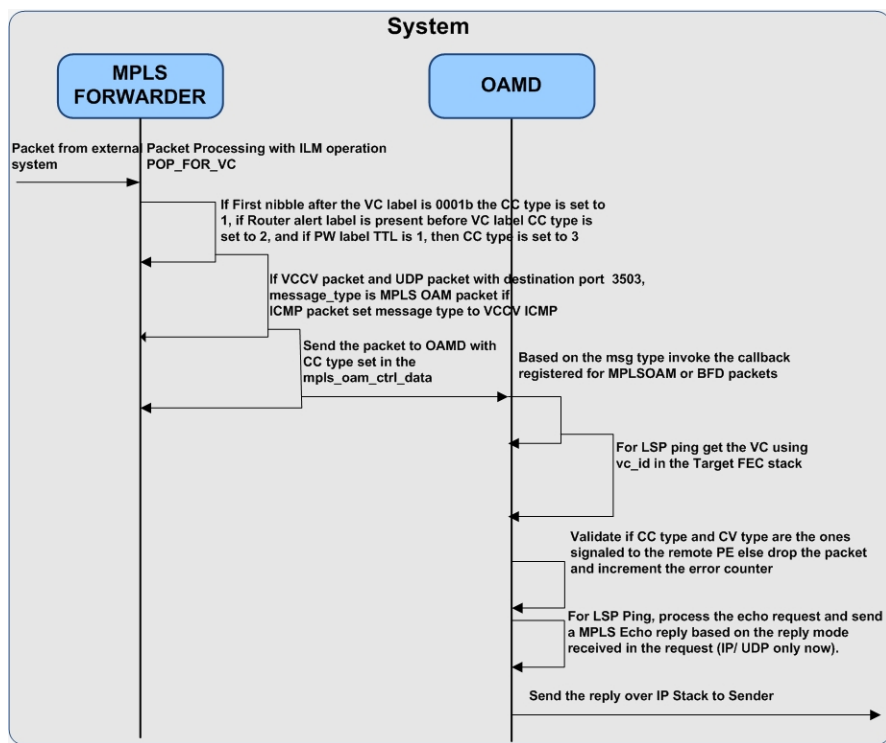 System
MPLS
FORWARDER
OAMD
Packet from external
system
Packet Processing with ILM operation
POP_FOR_VC
If First nibble after the VC label is 0001b the CC type is set to
1, if Router alert label is present before VC label CC type is
set to 2, and if PW label TTL is 1, then CC type is set to 3
If VCCV packet and UDP packet with destination port 3503,
message_type is MPLS OAM packet if
ICMP packet set message type to VCCV ICMP
Send the packet to OAMD with
CC type set in the
mpls_oam_ctrl_data
Based on the msg type invoke the callback
registered for MPLSOAM or BFD packets
For LSP ping get the VC using
vc_id in the Target FEC stack
Validate if CC type and CV type are the ones
signaled to the remote PE else drop the packet
and increment the error counter
For LSP Ping, process the echo request and send
a MPLS Echo reply based on the reply mode
received in the request (IP/ UDP only now).
Send the reply over IP Stack to Sender